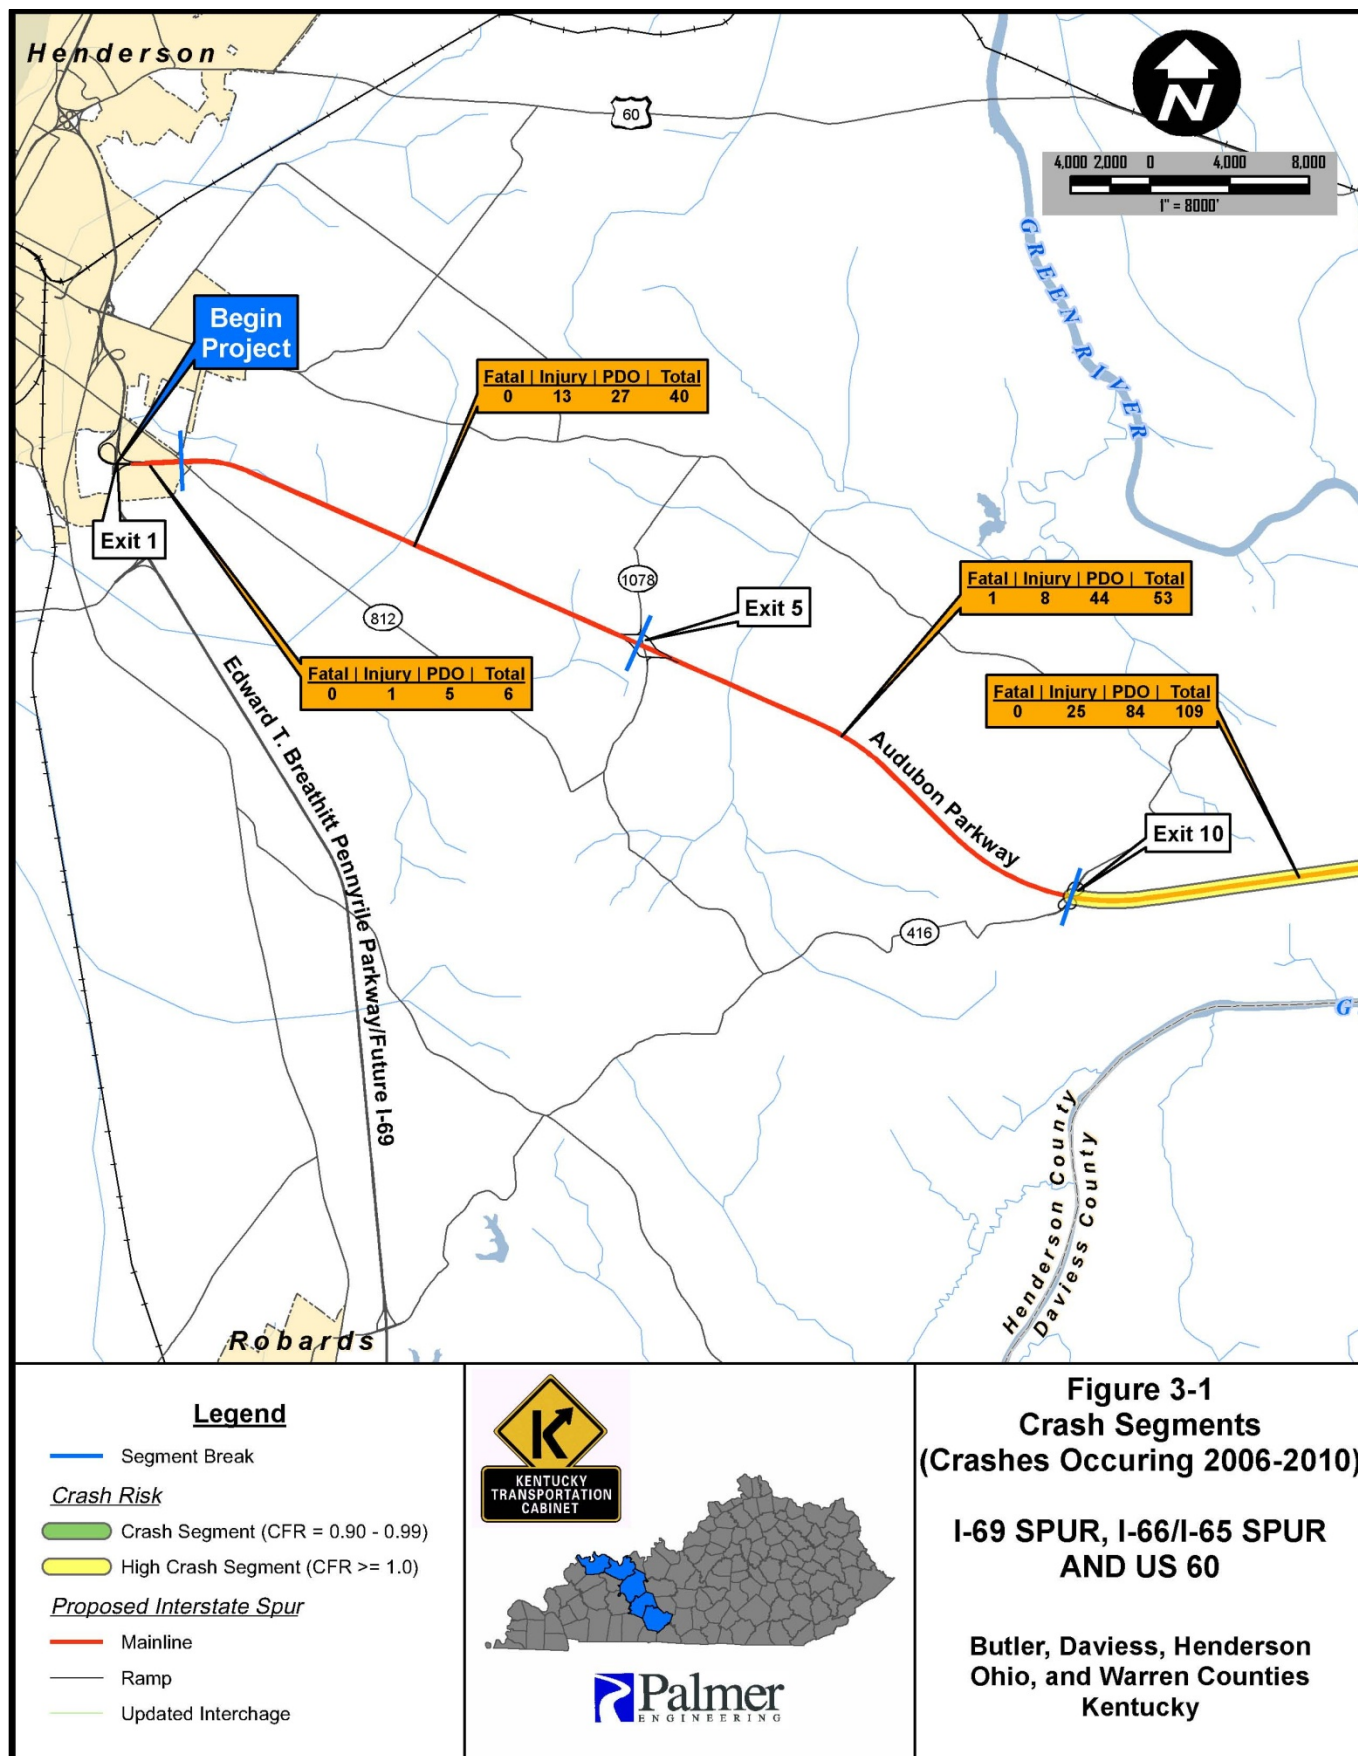 Henderson
60
N
4,000 2,000 0 4,000 8,000
1" = 8000'
GREEN RIVER
Begin
Project
Fatal | Injury | PDO | Total
0 13 27 40
Exit 1
1078
812
Exit 5
Fatal | Injury | PDO | Total
1 8 44 53
Fatal | Injury | PDO | Total
0 1 5 6
Fatal | Injury | PDO | Total
0 25 84 109
Edward T. Breathitt Pennyrile Parkway/Future I-69
Audubon Parkway
Exit 10
416
G
Henderson County
Daviess County
Robards
Legend
Segment Break
Crash Risk
Crash Segment (CFR = 0.90 - 0.99)
High Crash Segment (CFR >= 1.0)
Proposed Interstate Spur
Mainline
Ramp
Updated Interchage
K
KENTUCKY
TRANSPORTATION
CABINET
Palmer
ENGINEERING
Figure 3-1
Crash Segments
(Crashes Occuring 2006-2010)
I-69 SPUR, I-66/I-65 SPUR
AND US 60
Butler, Daviess, Henderson
Ohio, and Warren Counties
Kentucky